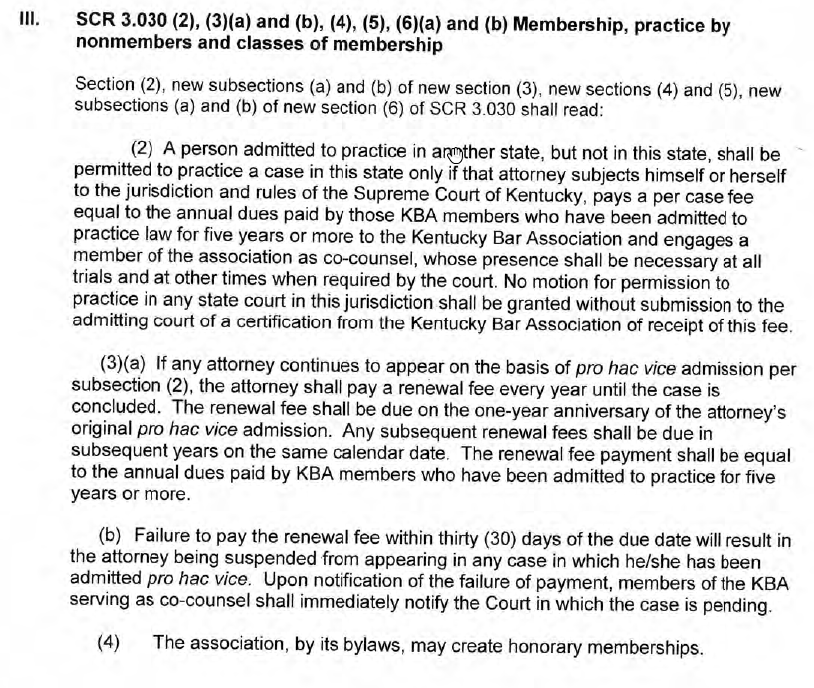 III. SCR 3.030 (2), (3)(a) and (b), (4), (5), (6)(a) and (b) Membership, practice by
nonmembers and classes of membership
Section (2), new subsections (a) and (b) of new section (3), new sections (4) and (5), new
subsections (a) and (b) of new section (6) of SCR 3.030 shall read:
(2) A person admitted to practice in another state, but not in this state, shall be
permitted to practice a case in this state only if that attorney subjects himself or herself
to the jurisdiction and rules of the Supreme Court of Kentucky, pays a per case fee
equal to the annual dues paid by those KBA members who have been admitted to
practice law for five years or more to the Kentucky Bar Association and engages a
member of the association as co-counsel, whose presence shall be necessary at all
trials and at other times when required by the court. No motion for permission to
practice in any state court in this jurisdiction shall be granted without submission to the
admitting court of a certification from the Kentucky Bar Association of receipt of this fee.
(3)(a) If any attorney continues to appear on the basis of pro hac vice admission per
subsection (2), the attorney shall pay a renewal fee every year until the case is
concluded. The renewal fee shall be due on the one-year anniversary of the attorney's
original pro hac vice admission. Any subsequent renewal fees shall be due in
subsequent years on the same calendar date. The renewal fee payment shall be equal
to the annual dues paid by KBA members who have been admitted to practice for five
years or more.
(b) Failure to pay the renewal fee within thirty (30) days of the due date will result in
the attorney being suspended from appearing in any case in which he/she has been
admitted pro hac vice. Upon notification of the failure of payment, members of the KBA
serving as co-counsel shall immediately notify the Court in which the case is pending.
(4) The association, by its bylaws, may create honorary memberships.